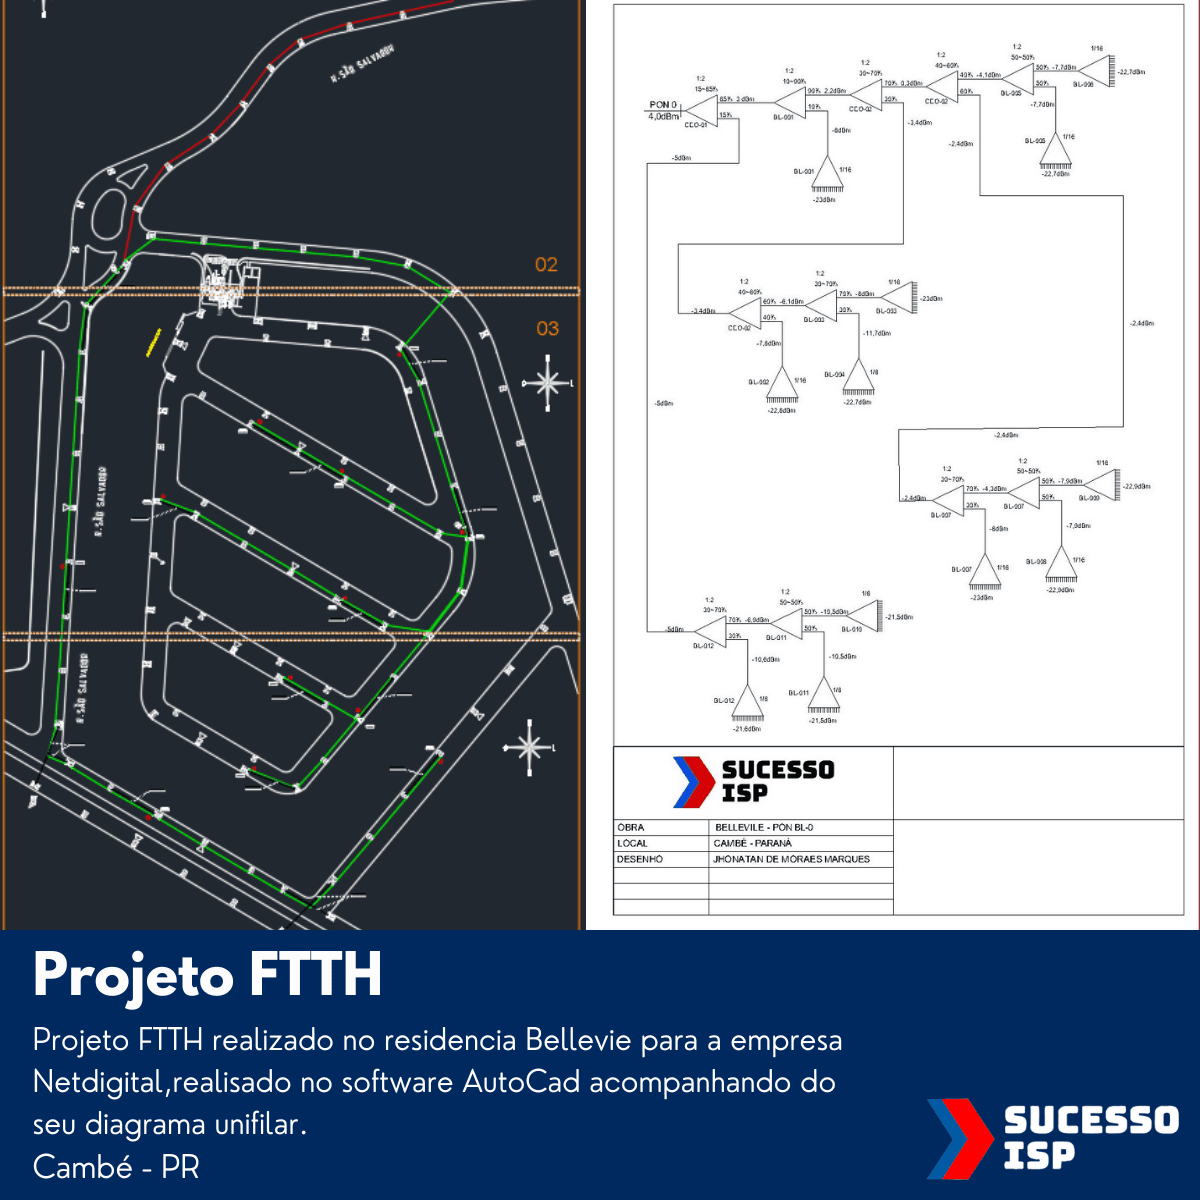 R.SÃO SALVADOR
02
03
R.SÃO SALVADOR
R.SÃO SALVADOR
PON 0
4,0dBm
1:2
15~85%
CEO-01
85% 3 dBm
15%
-5dBm
1:2
10~90%
BL-001
90% 2,2dBm
10%
-8dBm
BL-001
1/16
-23dBm
1:2
30~70%
CEO-02
70% 0,3dBm
30%
-3,4dBm
1:2
40~60%
CEO-02
40% -4,1dBm
60%
-2,4dBm
1:2
50~50%
BL-005
50% -7,7dBm
50%
-7,7dBm
1/16
BL-006
-22,7dBm
BL-005
1/16
-22,7dBm
-3,4dBm
1:2
40~60%
CEO-02
60% -6,1dBm
40%
-7,8dBm
BL-002
1/16
-22,8dBm
1:2
30~70%
BL-003
70% -8dBm
30%
-11,7dBm
1/16
BL-003
-23dBm
BL-004
1/8
-22,7dBm
-2,4dBm
-5dBm
-2,4dBm
-2,4dBm
1:2
30~70%
BL-007
70% -4,3dBm
30%
-8dBm
BL-007
1/16
-23dBm
1:2
50~50%
BL-007
50% -7,9dBm
50%
-7,9dBm
1/16
BL-009
-22,9dBm
BL-008
1/16
-22,9dBm
-5dBm
1:2
30~70%
BL-012
70% -6,9dBm
30%
-10,6dBm
BL-012
1/8
-21,6dBm
1:2
50~50%
BL-011
50% -10,5dBm
50%
-10,5dBm
1/8
BL-010
-21,5dBm
BL-011
1/8
-21,5dBm
SUCESSO
ISP
OBRA BELLEVILE - PON BL-0
LOCAL CAMBÉ - PARANÁ
DESENHO JHONATAN DE MORAES MARQUES
Projeto FTTH
Projeto FTTH realizado no residencia Bellevie para a empresa
Netdigital,realisado no software AutoCad acompanhando do
seu diagrama unifilar.
Cambé - PR
SUCESSO
ISP